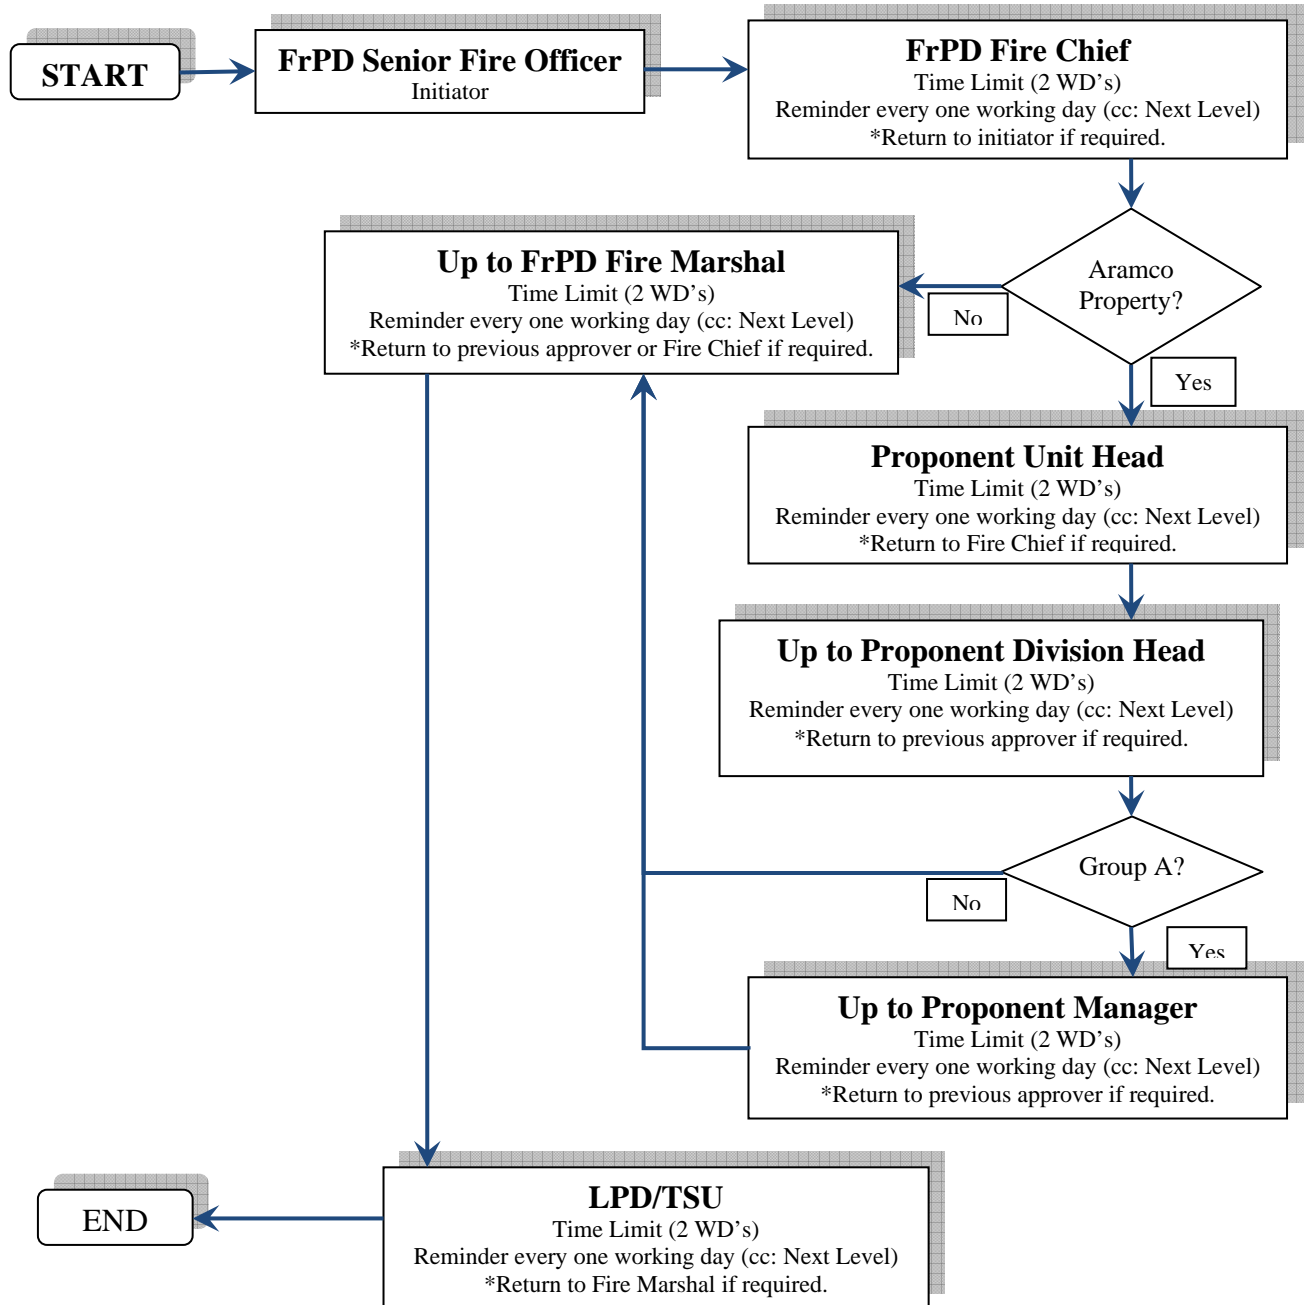 START
FrPD Senior Fire Officer
Initiator
FrPD Fire Chief
Time Limit (2 WD’s)
Reminder every one working day (cc: Next Level)
*Return to initiator if required.
Aramco
Property?
No
Yes
Up to FrPD Fire Marshal
Time Limit (2 WD’s)
Reminder every one working day (cc: Next Level)
*Return to previous approver or Fire Chief if required.
Proponent Unit Head
Time Limit (2 WD’s)
Reminder every one working day (cc: Next Level)
*Return to Fire Chief if required.
Up to Proponent Division Head
Time Limit (2 WD’s)
Reminder every one working day (cc: Next Level)
*Return to previous approver if required.
Group A?
No
Yes
Up to Proponent Manager
Time Limit (2 WD’s)
Reminder every one working day (cc: Next Level)
*Return to previous approver if required.
LPD/TSU
Time Limit (2 WD’s)
Reminder every one working day (cc: Next Level)
*Return to Fire Marshal if required.
END